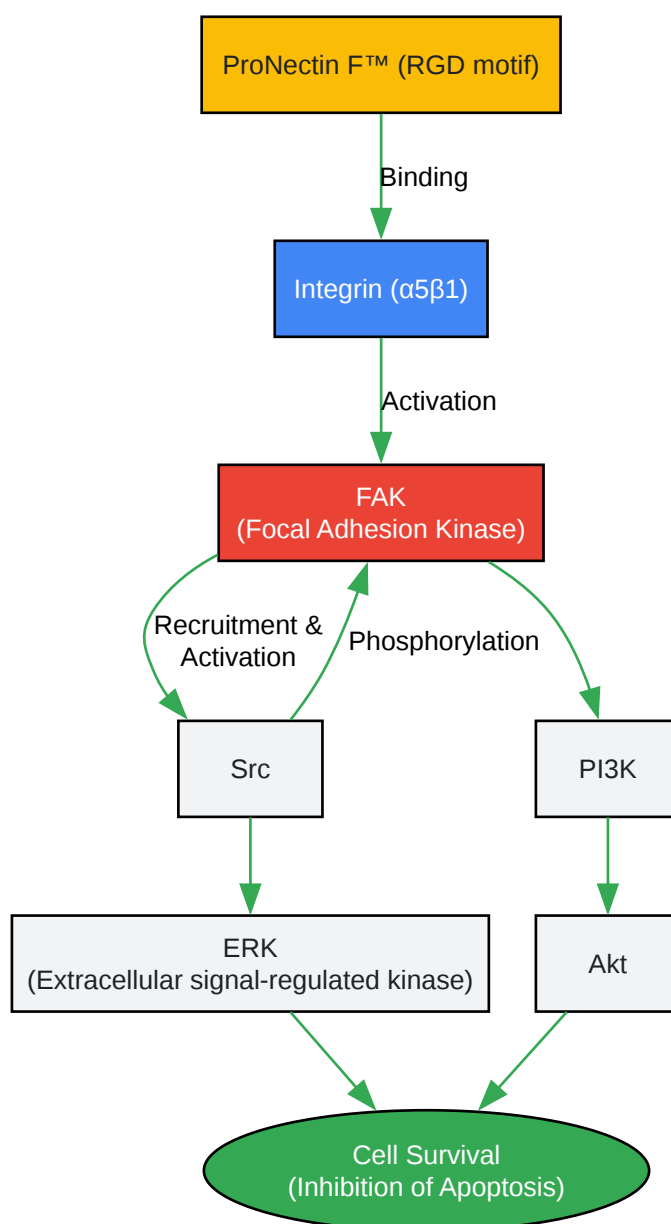 ProNectin F™ (RGD motif)
Binding
Integrin (α5β1)
Activation
FAK
(Focal Adhesion Kinase)
Recruitment &
Activation
Phosphorylation
Src
PI3K
ERK
(Extracellular signal-regulated kinase)
Akt
Cell Survival
(Inhibition of Apoptosis)